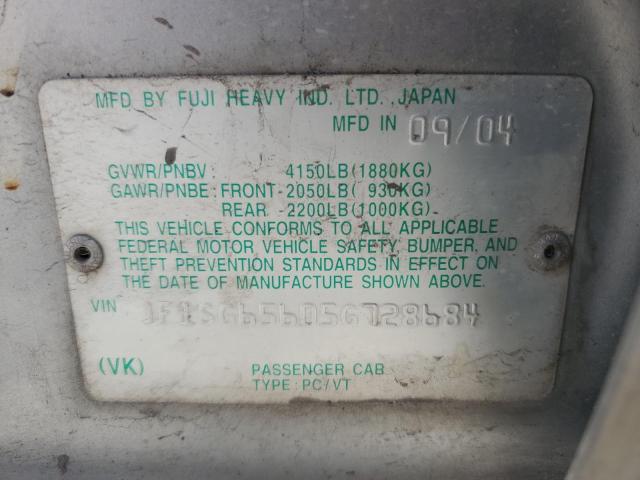 MFD BY FUJI HEAVY IND. LTD., JAPAN
MFD IN 09/04
GVWR/PNBV: 4150LB(1880KG)
GAWR/PNBE: FRONT-2050LB( 930KG)
REAR -2200LB(1000KG)
THIS VEHICLE CONFORMS TO ALL APPLICABLE
FEDERAL MOTOR VEHICLE SAFETY, BUMPER, AND
THEFT PREVENTION STANDARDS IN EFFECT ON
THE DATE OF MANUFACTURE SHOWN ABOVE.
VIN JF1SG65605G728684
(VK) PASSENGER CAB
TYPE: PC/VT